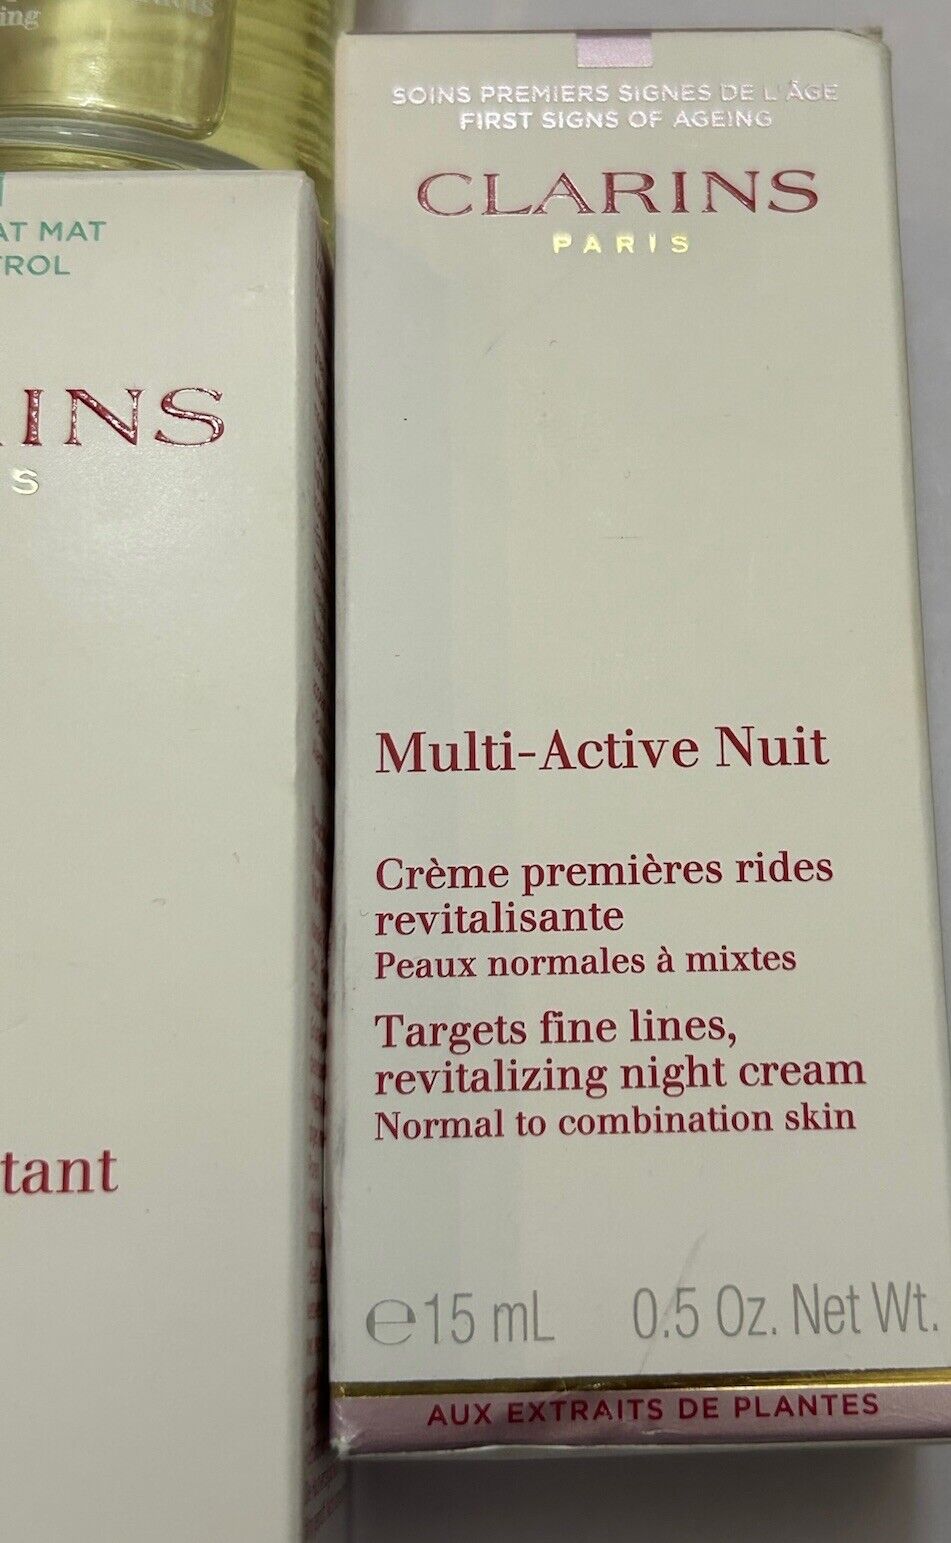 ing
AT MAT
TROL
INS
S
tant
SOINS PREMIERS SIGNES DE L'ÂGE
FIRST SIGNS OF AGEING
CLARINS
PARIS
Multi-Active Nuit
Crème premières rides
revitalisante
Peaux normales à mixtes
Targets fine lines,
revitalizing night cream
Normal to combination skin
e15 mL 0.5 Oz. Net Wt.
AUX EXTRAITS DE PLANTES